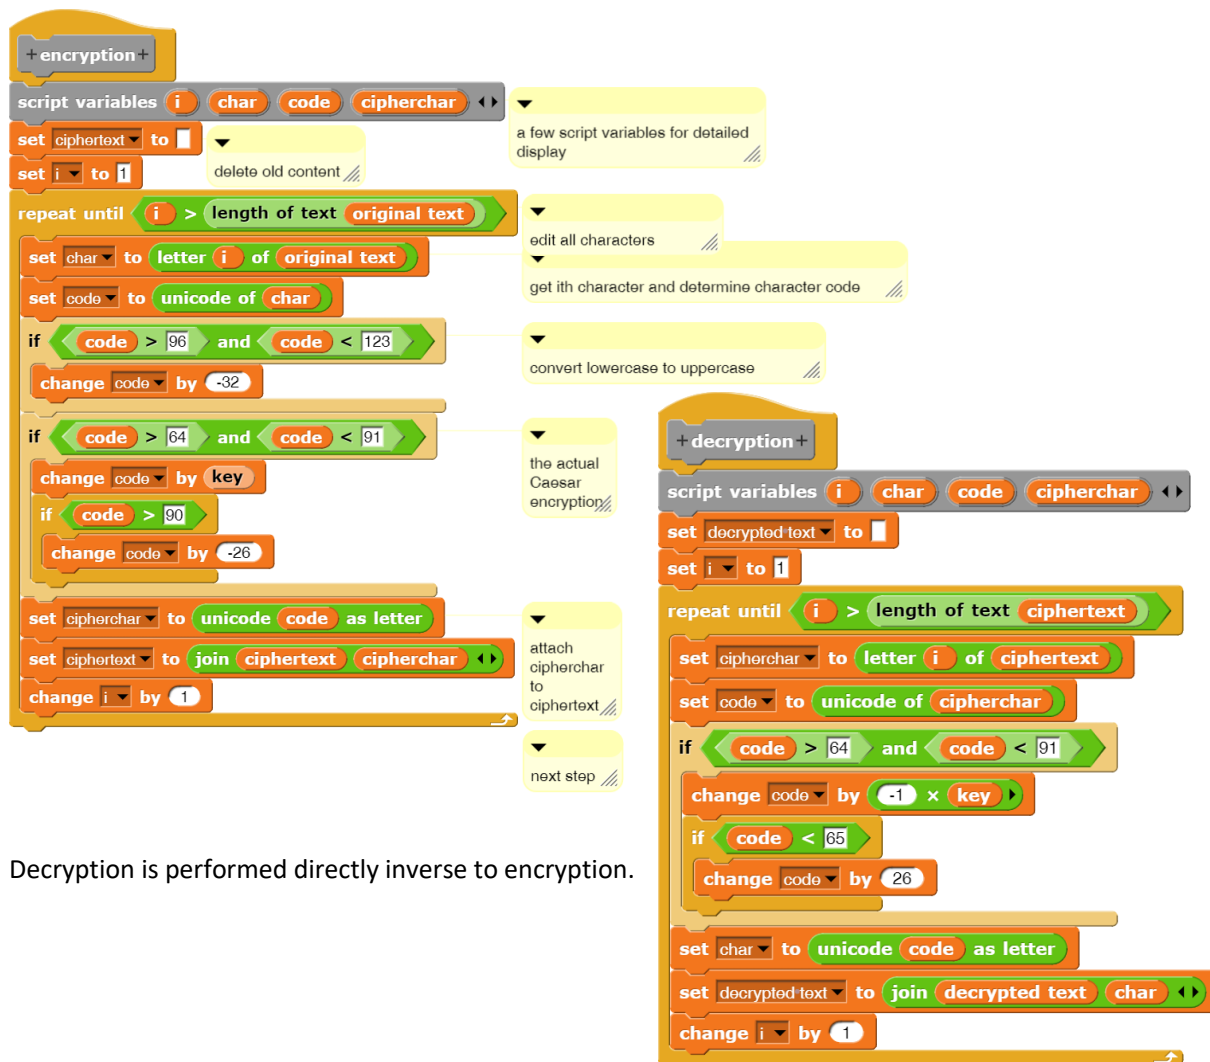 +encryption+
script variables i char code cipherchar
set ciphertext to
set i to 1
repeat until i > length of text original text
set char to letter i of original text
set code to unicode of char
if code > 96 and code < 123
change code by -32
if code > 64 and code < 91
change code by key
if code > 90
change code by -26
set cipherchar to unicode code as letter
set ciphertext to join ciphertext cipherchar
change i by 1
a few script variables for detailed
display
delete old content
edit all characters
get ith character and determine character code
convert lowercase to uppercase
the actual
Caesar
encryption
attach
cipherchar
to
ciphertext
next step
Decryption is performed directly inverse to encryption.
+decryption+
script variables i char code cipherchar
set decrypted text to
set i to 1
repeat until i > length of text ciphertext
set cipherchar to letter i of ciphertext
set code to unicode of cipherchar
if code > 64 and code < 91
change code by -1 × key
if code < 65
change code by 26
set char to unicode code as letter
set decrypted text to join decrypted text char
change i by 1